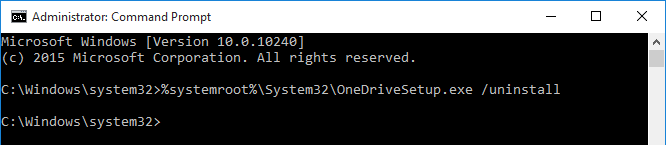 Administrator: Command Prompt
Microsoft Windows [Version 10.0.10240]
(c) 2015 Microsoft Corporation. All rights reserved.
C:\Windows\system32>%systemroot%\System32\OneDriveSetup.exe /uninstall
C:\Windows\system32>